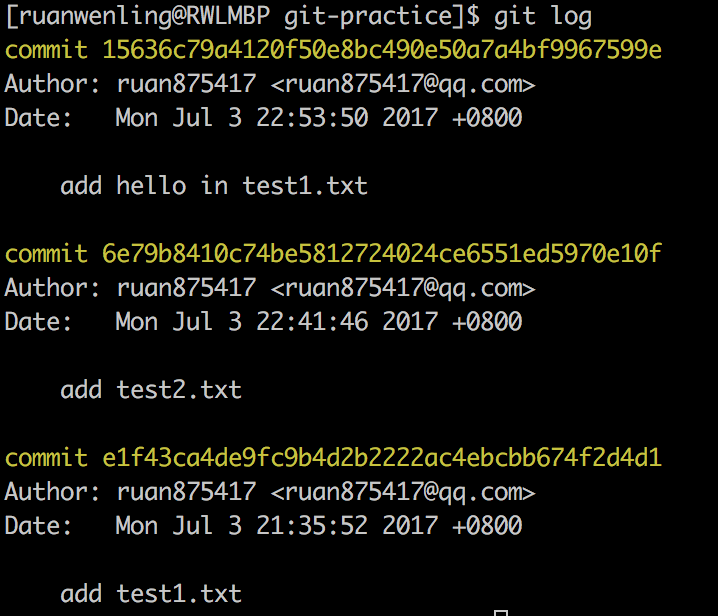 [ruanwenling@RWLMBP git-practice]$ git log
commit 15636c79a4120f50e8bc490e50a7a4bf9967599e
Author: ruan875417 <ruan875417@qq.com>
Date:   Mon Jul 3 22:53:50 2017 +0800
    add hello in test1.txt
commit 6e79b8410c74be5812724024ce6551ed5970e10f
Author: ruan875417 <ruan875417@qq.com>
Date:   Mon Jul 3 22:41:46 2017 +0800
    add test2.txt
commit e1f43ca4de9fc9b4d2b2222ac4ebcbb674f2d4d1
Author: ruan875417 <ruan875417@qq.com>
Date:   Mon Jul 3 21:35:52 2017 +0800
    add test1.txt